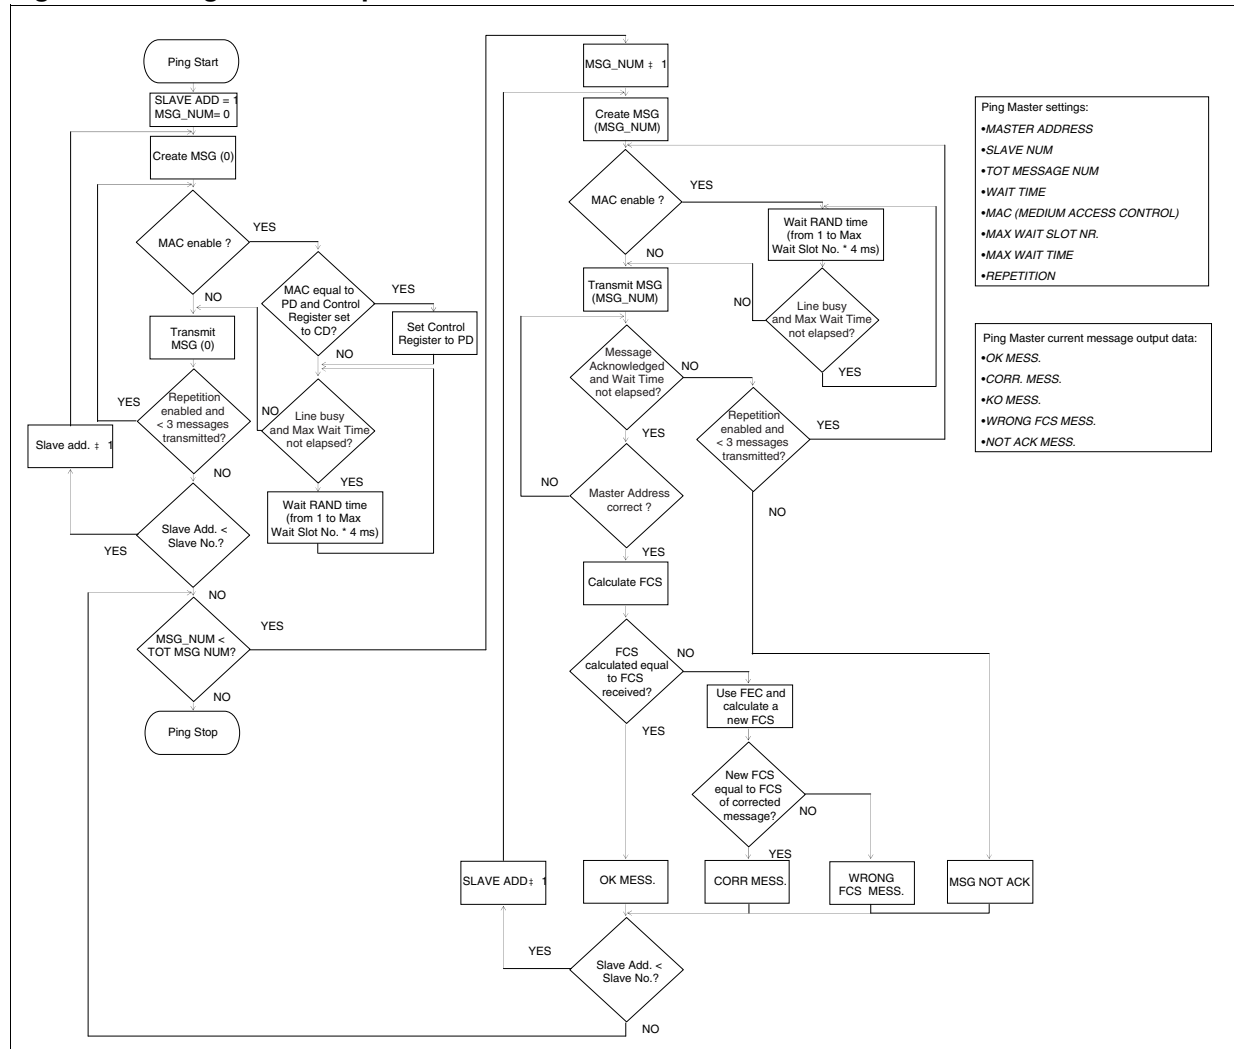 Ping Start
SLAVE ADD = 1
MSG_NUM= 0
Create MSG (0)
MAC enable ?
YES
NO
MAC equal to
PD and Control
Register set
to CD?
YES
Set Control
Register to PD
NO
Transmit
MSG (0)
Repetition
enabled and
< 3 messages
transmitted?
YES
NO
Line busy
and Max Wait Time
not elapsed?
NO
YES
Wait RAND time
(from 1 to Max
Wait Slot No. * 4 ms)
Slave add. ‡ 1
Slave Add. <
Slave No.?
YES
NO
MSG_NUM <
TOT MSG NUM?
YES
NO
Ping Stop
MSG_NUM ‡ 1
Create MSG
(MSG_NUM)
MAC enable ?
YES
NO
Wait RAND time
(from 1 to Max
Wait Slot No. * 4 ms)
Line busy
and Max Wait Time
not elapsed?
NO
YES
Transmit MSG
(MSG_NUM)
Message
Acknowledged
and Wait Time
not elapsed?
NO
YES
Repetition
enabled and
< 3 messages
transmitted?
YES
NO
Master Address
correct ?
NO
YES
Calculate FCS
FCS
calculated equal
to FCS
received?
NO
YES
Use FEC and
calculate a
new FCS
New FCS
equal to FCS
of corrected
message?
NO
YES
SLAVE ADD‡ 1
OK MESS.
CORR MESS.
WRONG
FCS MESS.
MSG NOT ACK
Slave Add. <
Slave No.?
YES
NO
Ping Master settings:
•MASTER ADDRESS
•SLAVE NUM
•TOT MESSAGE NUM
•WAIT TIME
•MAC (MEDIUM ACCESS CONTROL)
•MAX WAIT SLOT NR.
•MAX WAIT TIME
•REPETITION
Ping Master current message output data:
•OK MESS.
•CORR. MESS.
•KO MESS.
•WRONG FCS MESS.
•NOT ACK MESS.